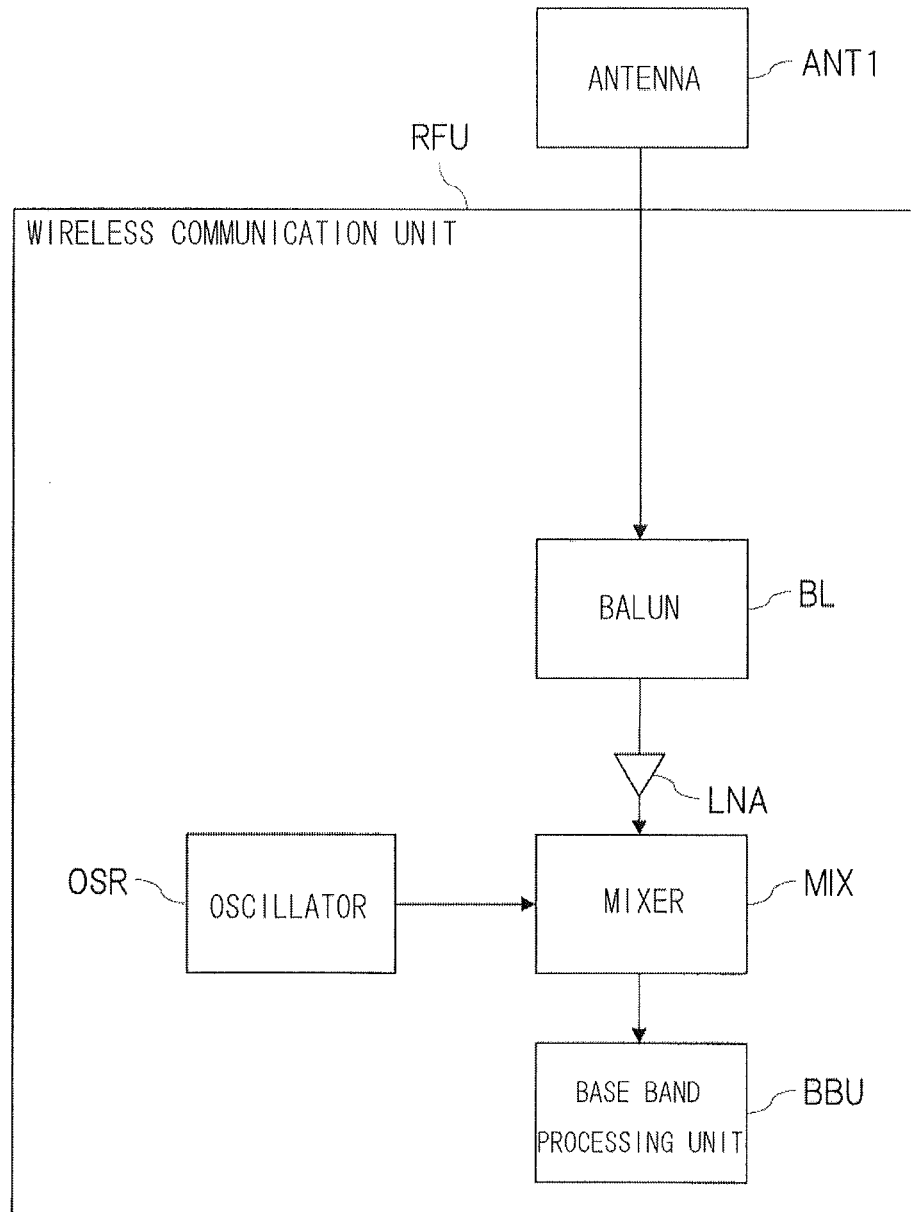 ANTENNA
ANT1
RFU
WIRELESS COMMUNICATION UNIT
BALUN
BL
LNA
OSR
OSCILLATOR
MIXER
MIX
BASE BAND
PROCESSING UNIT
BBU